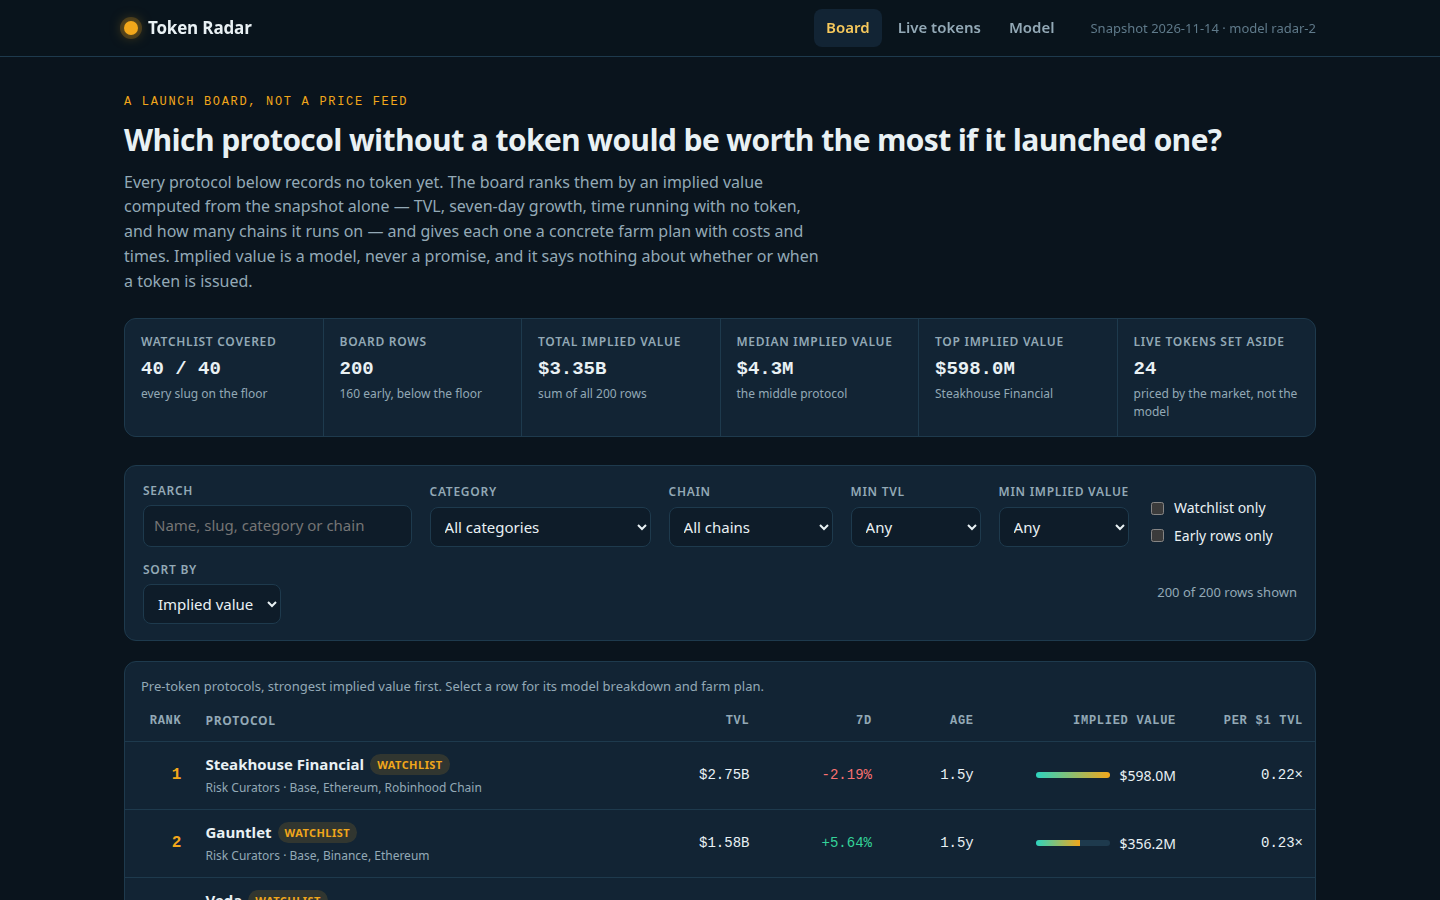 Token Radar
Board
Live tokens
Model
Snapshot 2026-11-14 · model radar-2
A LAUNCH BOARD, NOT A PRICE FEED
Which protocol without a token would be worth the most if it launched one?
Every protocol below records no token yet. The board ranks them by an implied value
computed from the snapshot alone — TVL, seven-day growth, time running with no token,
and how many chains it runs on — and gives each one a concrete farm plan with costs and
times. Implied value is a model, never a promise, and it says nothing about whether or when
a token is issued.
WATCHLIST COVERED
40 / 40
every slug on the floor
BOARD ROWS
200
160 early, below the floor
TOTAL IMPLIED VALUE
$3.35B
sum of all 200 rows
MEDIAN IMPLIED VALUE
$4.3M
the middle protocol
TOP IMPLIED VALUE
$598.0M
Steakhouse Financial
LIVE TOKENS SET ASIDE
24
priced by the market, not the
model
SEARCH
Name, slug, category or chain
CATEGORY
All categories
CHAIN
All chains
MIN TVL
Any
MIN IMPLIED VALUE
Any
Watchlist only
Early rows only
SORT BY
Implied value
200 of 200 rows shown
Pre-token protocols, strongest implied value first. Select a row for its model breakdown and farm plan.
RANK PROTOCOL TVL 7D AGE IMPLIED VALUE PER $1 TVL
1 Steakhouse Financial WATCHLIST $2.75B -2.19% 1.5y $598.0M 0.22×
Risk Curators · Base, Ethereum, Robinhood Chain
2 Gauntlet WATCHLIST $1.58B +5.64% 1.5y $356.2M 0.23×
Risk Curators · Base, Binance, Ethereum
Veda WATCHLIST